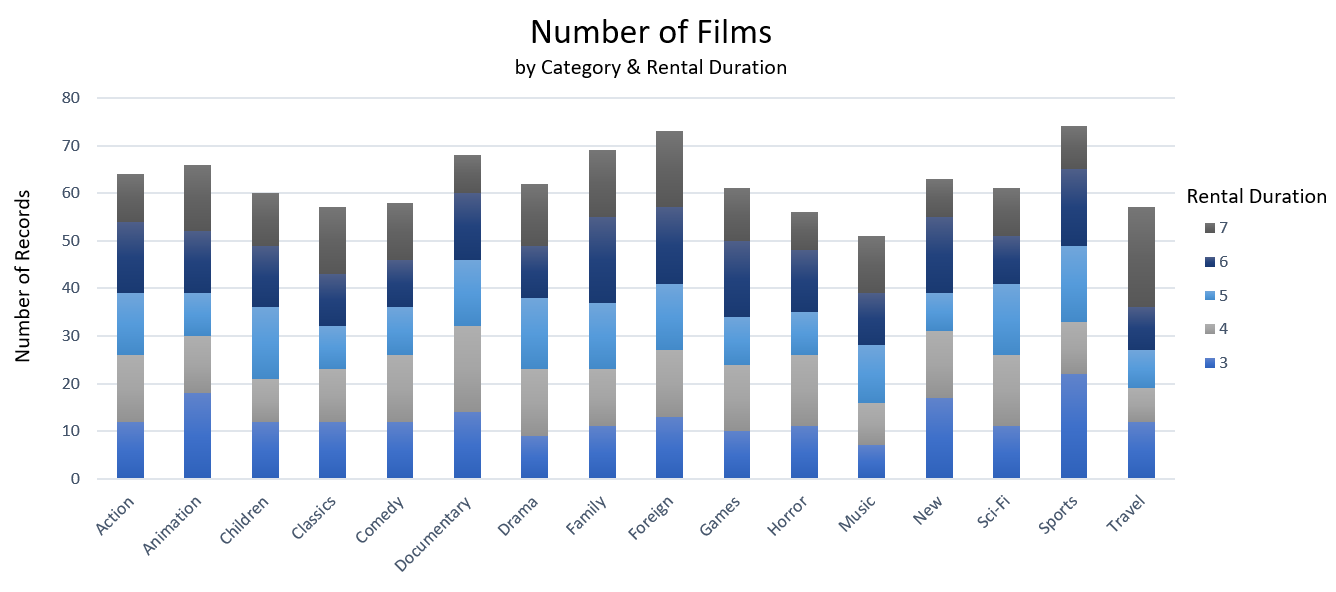 Number of Films
by Category & Rental Duration
Number of Records
80
70
60
50
40
30
20
10
0
Action
Animation
Children
Classics
Comedy
Documentary
Drama
Family
Foreign
Games
Horror
Music
New
Sci-Fi
Sports
Travel
Rental Duration
7
6
5
4
3